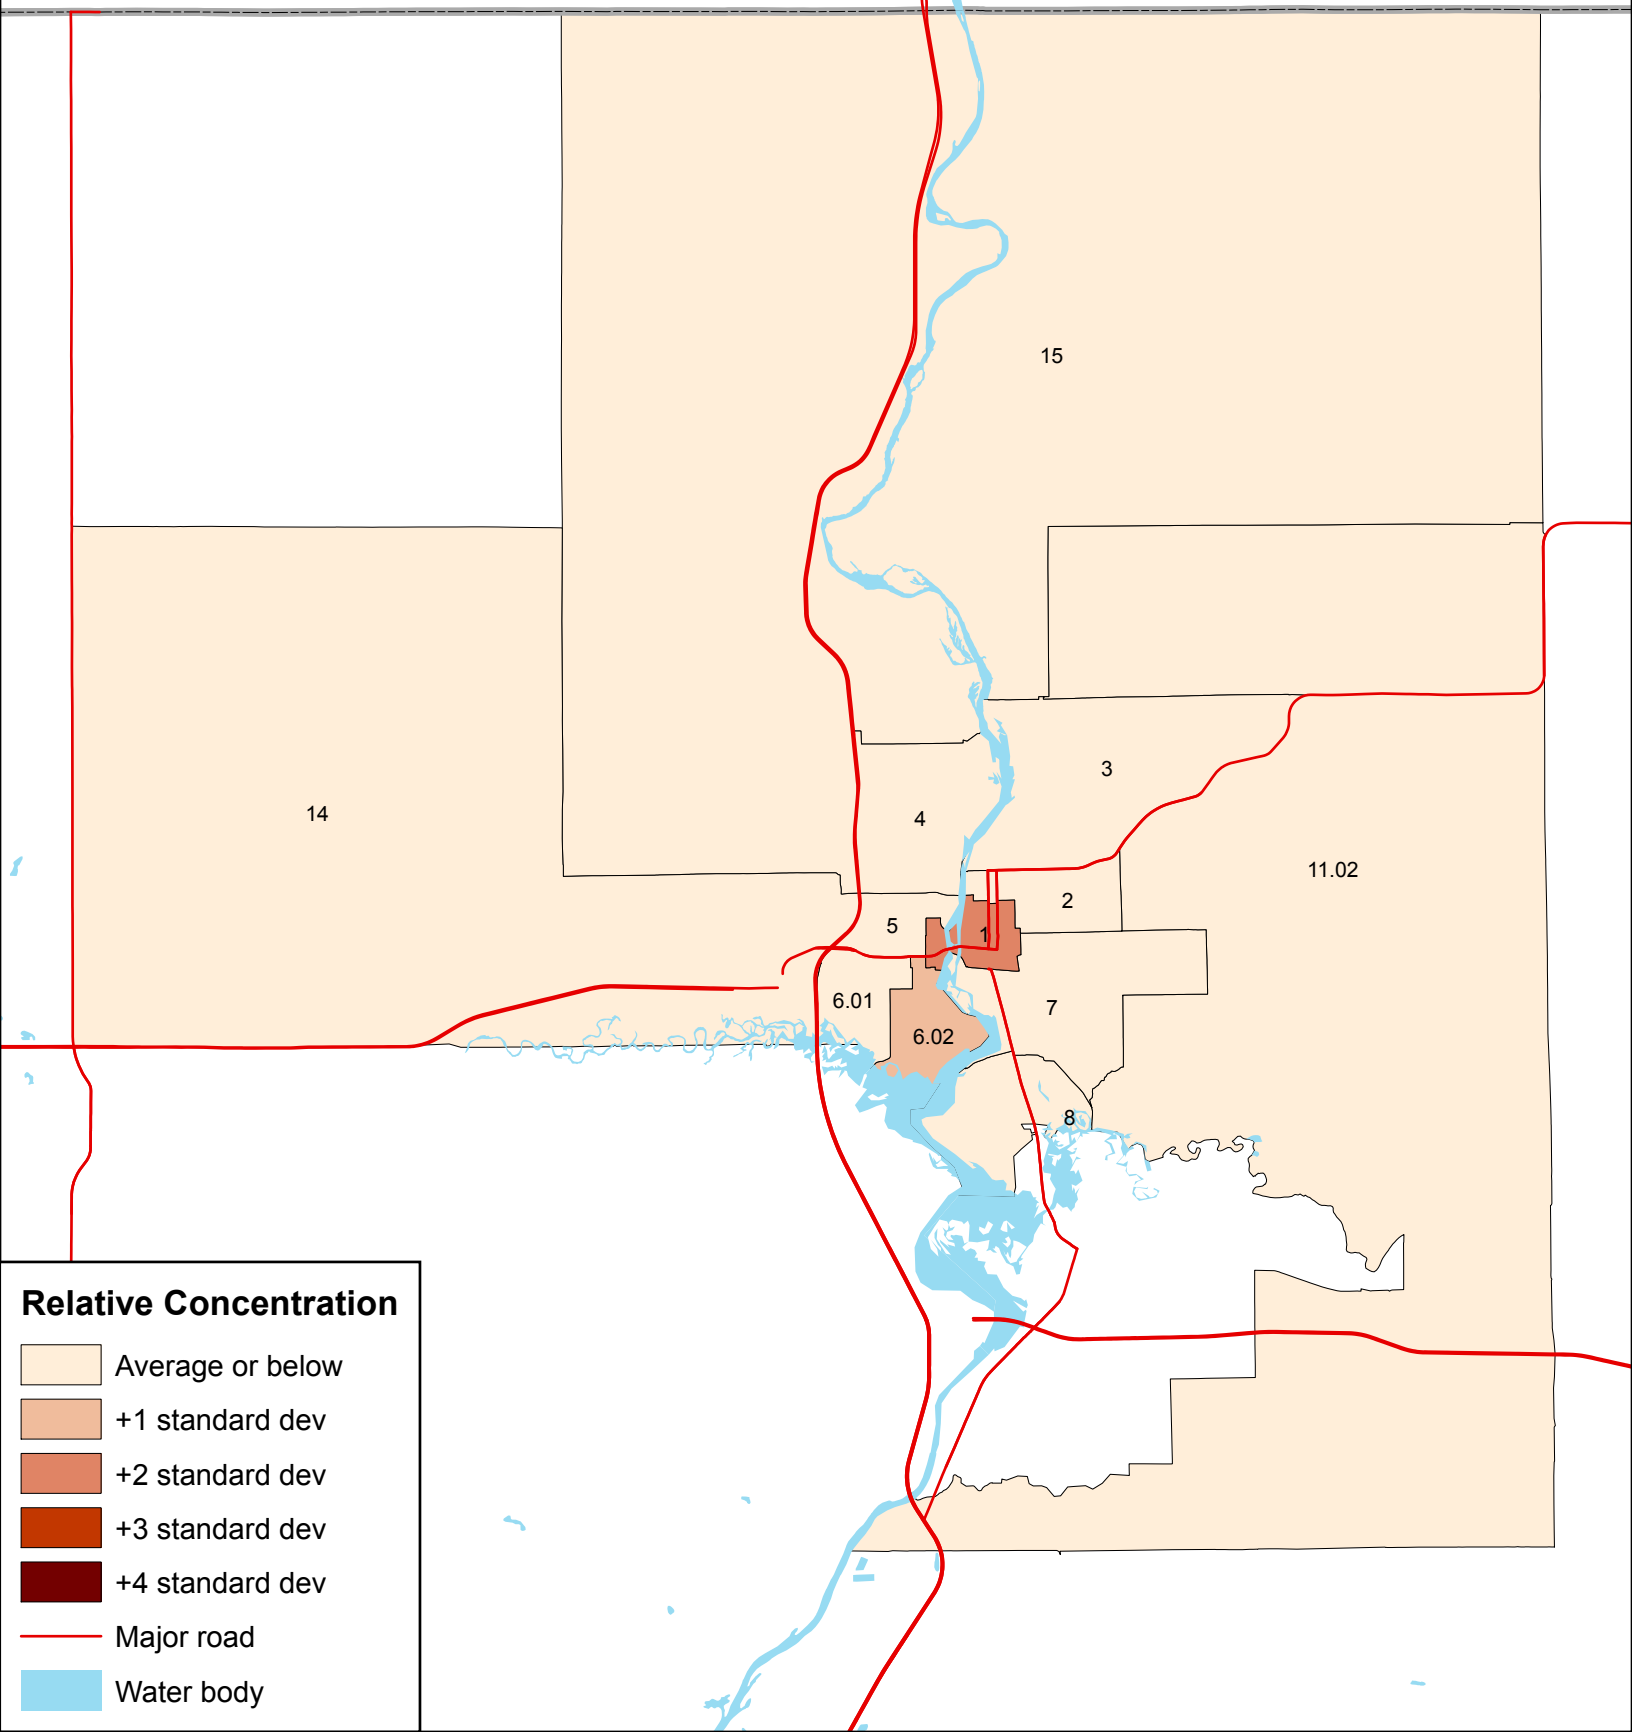 15
3
14
4
11.02
2
5
1
6.01
7
6.02
8
Relative Concentration
Average or below
+1 standard dev
+2 standard dev
+3 standard dev
+4 standard dev
Major road
Water body